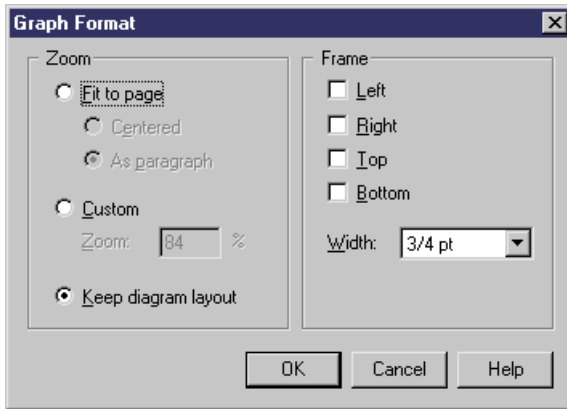 Graph Format
Zoom
Fit to page
Centered
As paragraph
Custom
Zoom: 84 %
Keep diagram layout
Frame
Left
Right
Top
Bottom
Width: 3/4 pt
OK Cancel Help